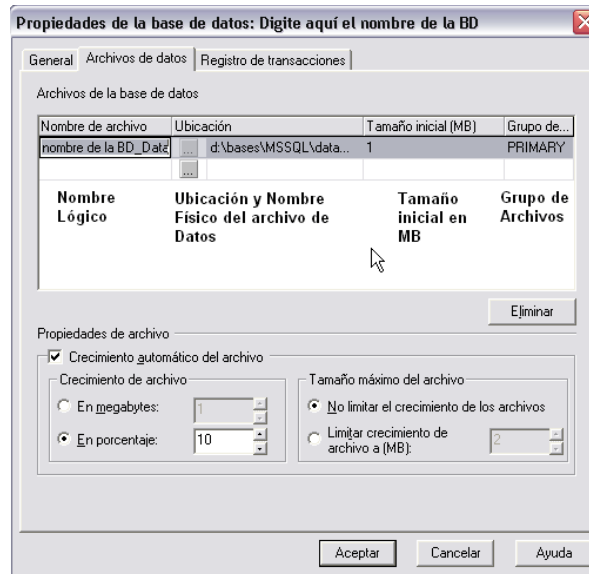 Propiedades de la base de datos: Digite aquí el nombre de la BD
General Archivos de datos Registro de transacciones
Archivos de la base de datos
Nombre de archivo Ubicación Tamaño inicial (MB) Grupo de...
nombre de la BD_Data ... d:\bases\MSSQL\data... 1 PRIMARY
...
Nombre Ubicación y Nombre Tamaño Grupo de
Lógico Físico del archivo de inicial en Archivos
Datos MB
Eliminar
Propiedades de archivo
Crecimiento automático del archivo
Crecimiento de archivo Tamaño máximo del archivo
En megabytes: 1 No limitar el crecimiento de los archivos
En porcentaje: 10 Limitar crecimiento de
archivo a (MB): 2
Aceptar Cancelar Ayuda